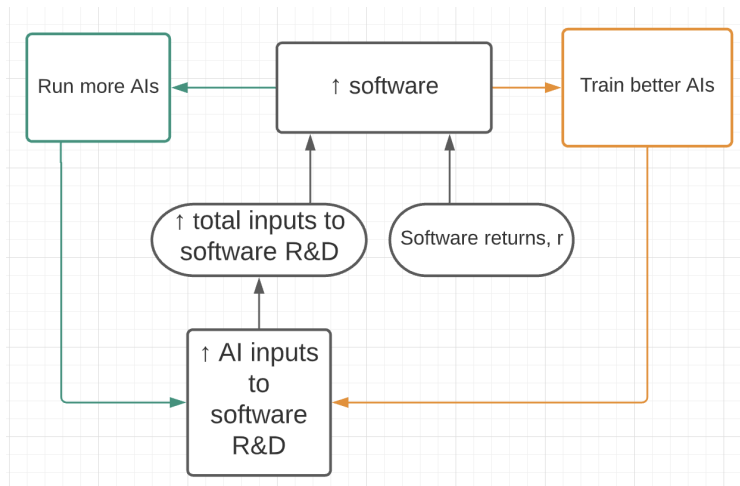 Run more AIs
↑ software
Train better AIs
↑ total inputs to
software R&D
Software returns, r
↑ AI inputs
to
software
R&D